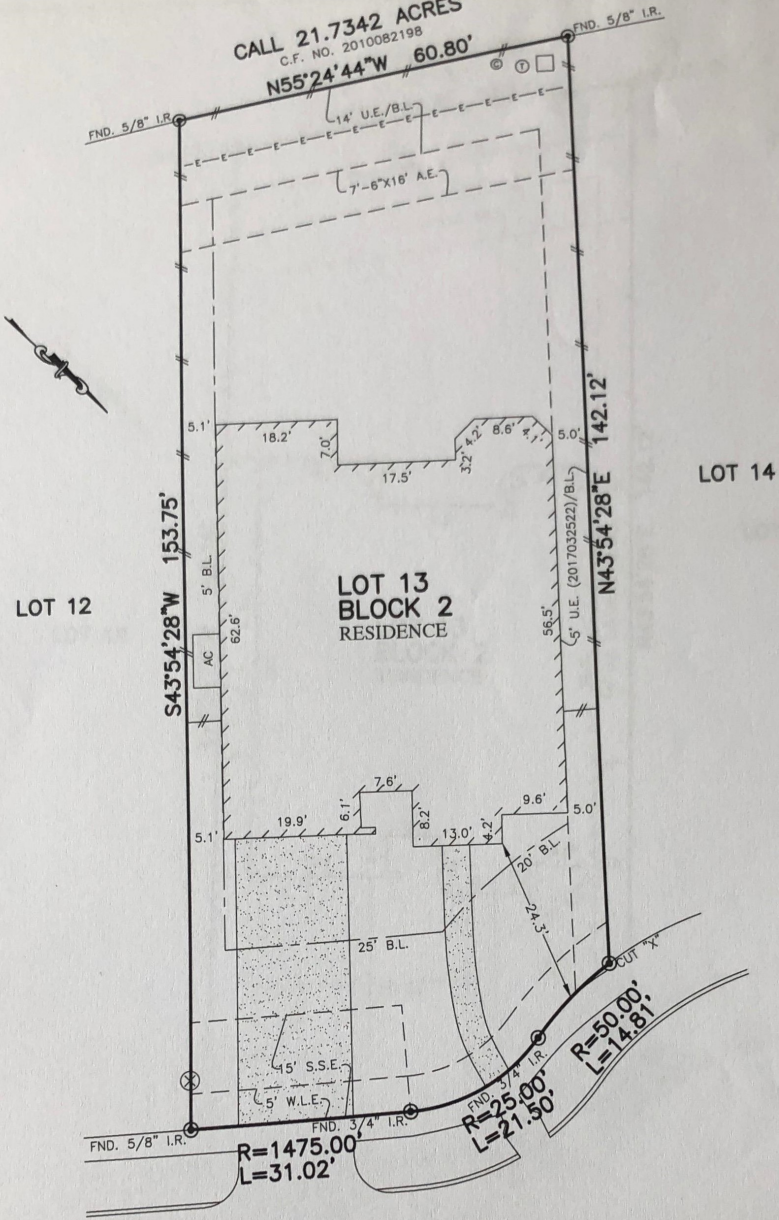 CALL 21.7342 ACRES
C.F. NO. 2010082198
N55°24'44"W 60.80'
FND. 5/8" I.R.
FND. 5/8" I.R.
© T
14' U.E./B.L.
E E E E E E E E E E E E E
7'-6"X16' A.E.
5.1'
18.2'
7.0'
17.5'
3.2'
4.2'
8.6'
4.1'
5.0'
N43°54'28"E 142.12'
LOT 14
S43°54'28"W 153.75'
5' B.L.
LOT 12
LOT 13
BLOCK 2
RESIDENCE
62.6'
AC
56.5'
5' U.E. (2017032522)/B.L.
7.6'
6.1'
8.2'
19.9'
13.0'
4.2'
9.6'
5.0'
5.1'
20' B.L.
24.3'
25' B.L.
CUT "X"
15' S.S.E.
5' W.L.E.
FND. 5/8" I.R.
FND. 3/4" I.R.
FND. 3/4" I.R.
R=1475.00'
L=31.02'
R=25.00'
L=21.50'
R=50.00'
L=14.81'